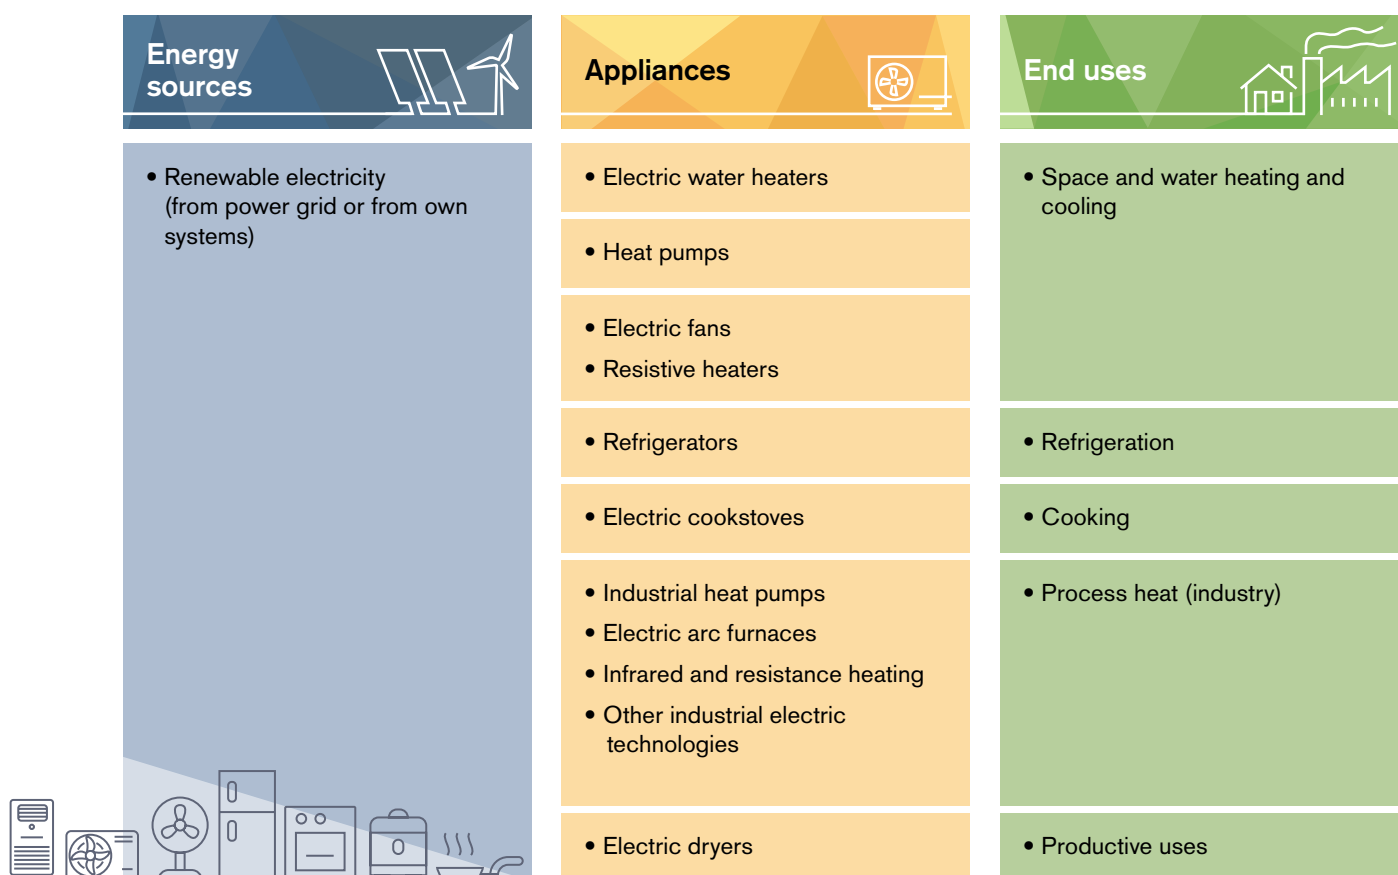 Energy
sources
Appliances
End uses
• Renewable electricity
(from power grid or from own
systems)
• Electric water heaters
• Heat pumps
• Electric fans
• Resistive heaters
• Refrigerators
• Electric cookstoves
• Industrial heat pumps
• Electric arc furnaces
• Infrared and resistance heating
• Other industrial electric
technologies
• Electric dryers
• Space and water heating and
cooling
• Refrigeration
• Cooking
• Process heat (industry)
• Productive uses